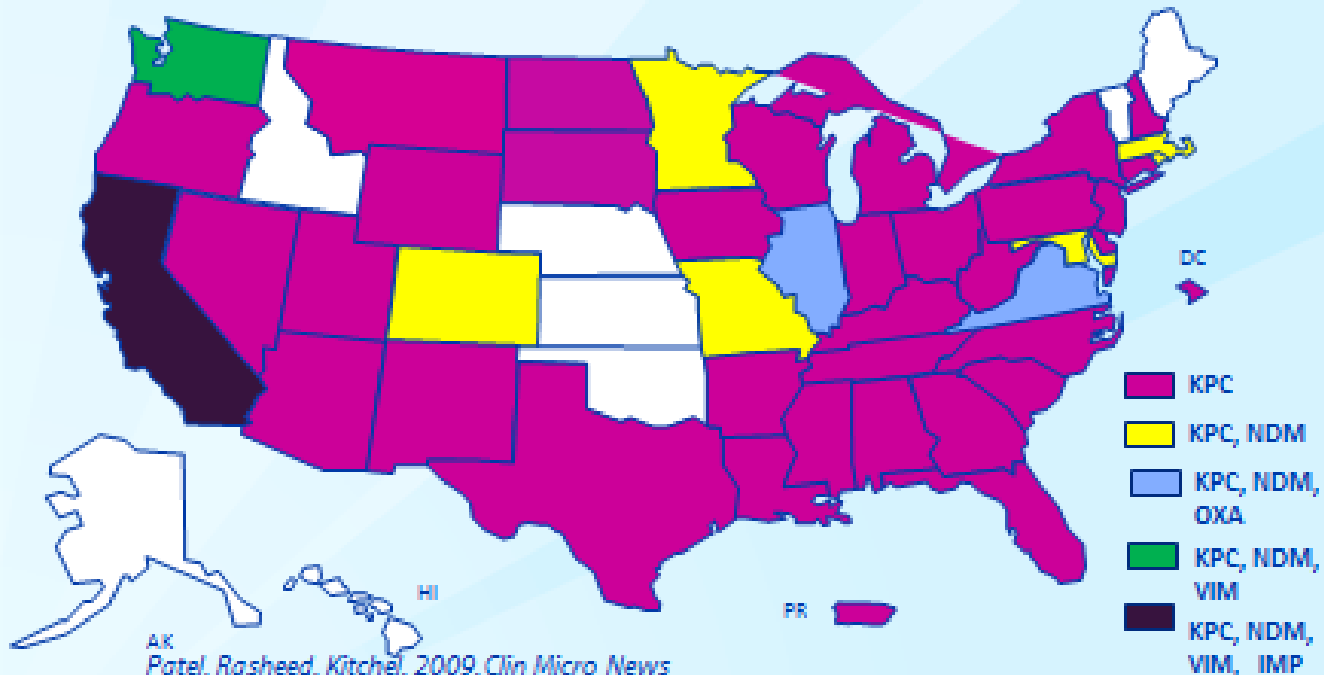 DC
KPC
KPC, NDM
KPC, NDM,
OXA
KPC, NDM,
VIM
KPC, NDM,
VIM, IMP
HI
PR
AK
Patel, Rasheed, Kitchel, 2009 Clin Micro News